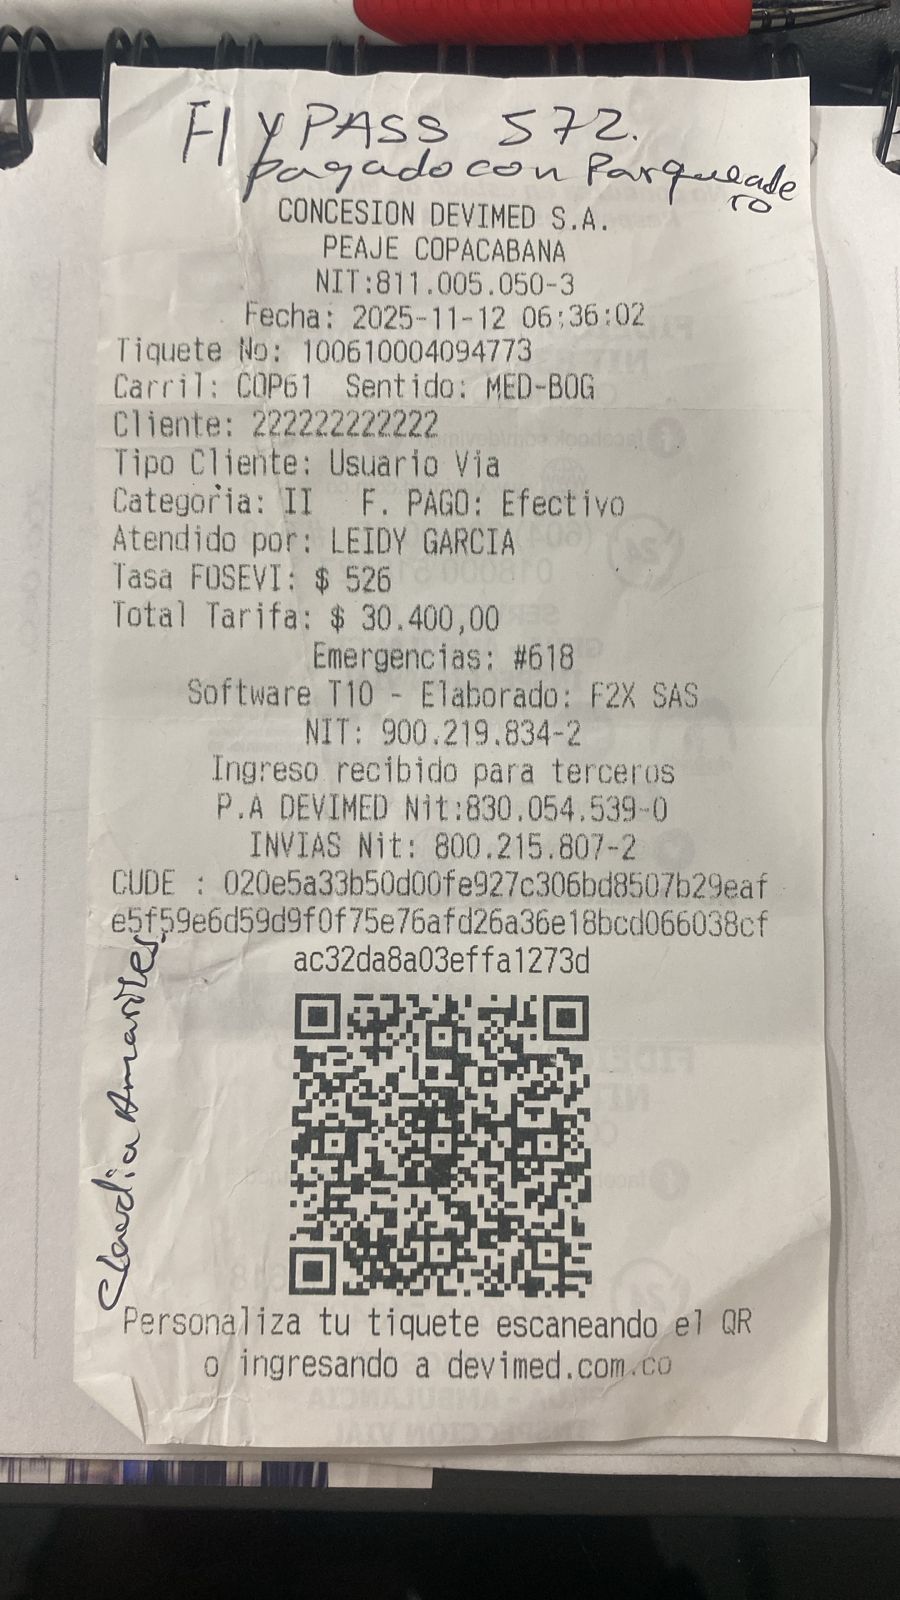 FlyPASS 572.
pagado con Parqueade
ro
CONCESION DEVIMED S.A.
PEAJE COPACABANA
NIT:811.005.050-3
Fecha: 2025-11-12 06:36:02
Tiquete No: 100610004094773
Carril: COP61 Sentido: MED-BOG
Cliente: 222222222222
Tipo Cliente: Usuario Via
Categoria: II F. PAGO: Efectivo
Atendido por: LEIDY GARCIA
Tasa FOSEVI: $ 526
Total Tarifa: $ 30.400,00
Emergencias: #618
Software T10 - Elaborado: F2X SAS
NIT: 900.219.834-2
Ingreso recibido para terceros
P.A DEVIMED Nit:830.054.539-0
INVIAS Nit: 800.215.807-2
CUDE : 020e5a33b50d00fe927c306bd8507b29eaf
e5f59e6d59d9f0f75e76afd26a36e18bcd066038cf
ac32da8a03effa1273d
Claudia
Personaliza tu tiquete escaneando el QR
o ingresando a devimed.com.co